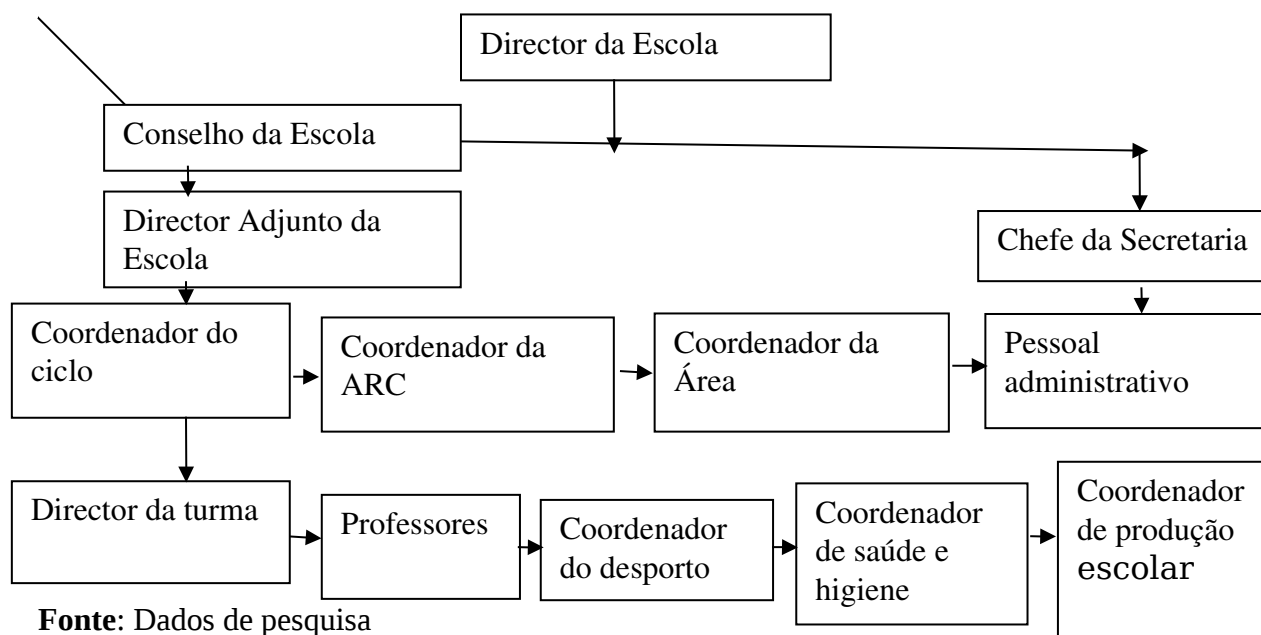 Director da Escola
Conselho da Escola
Director Adjunto da
Escola
Chefe da Secretaria
Coordenador do
ciclo
Coordenador da
ARC
Coordenador da
Área
Pessoal
administrativo
Director da turma
Professores
Coordenador
do desporto
Coordenador
de saúde e
higiene
Coordenador
de produção
escolar
Fonte: Dados de pesquisa